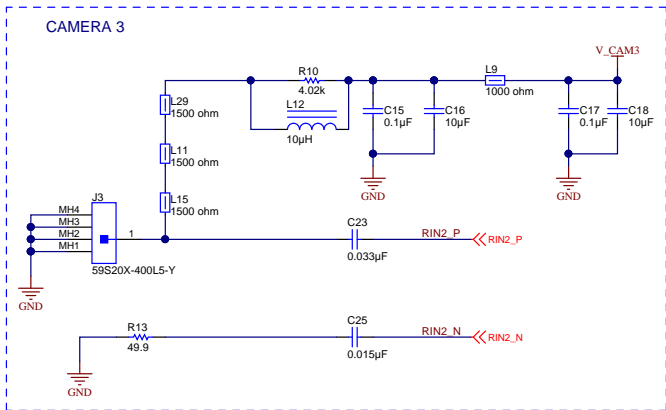 CAMERA 3
V_CAM3
R10
4.02k
L9
1000 ohm
L29
1500 ohm
L12
10µH
C15
0.1µF
C16
10µF
C17
0.1µF
C18
10µF
L11
1500 ohm
GND
GND
L15
1500 ohm
J3
MH4
MH3
MH2
MH1
1
59S20X-400L5-Y
C23
0.033µF
RIN2_P
RIN2_P
GND
R13
49.9
C25
0.015µF
RIN2_N
RIN2_N
GND